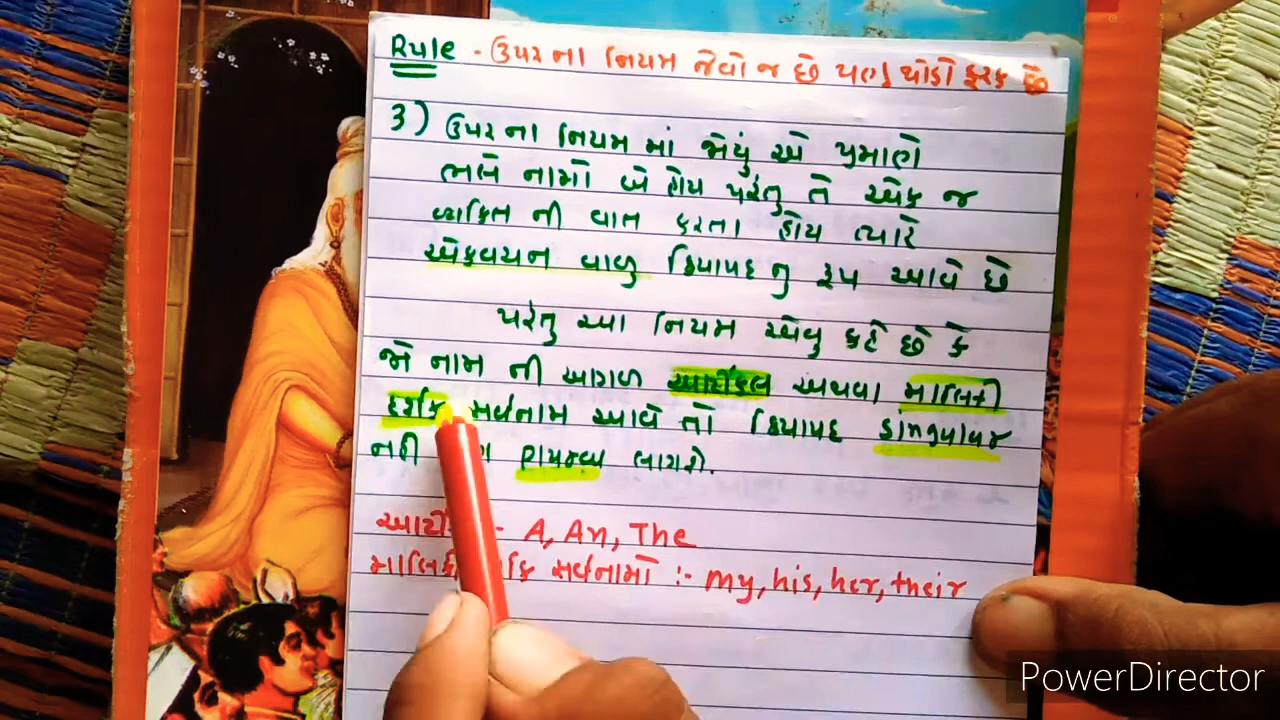 Rule - ઉપર ના નિયમ જેવો જ છે પણ થોડો ફરક છે
3) ઉપર ના નિયમ માં જોયું એ પ્રમાણે
ભલે નામો બે હોય પરંતુ તે એક જ
વ્યકિત ની વાત કરતા હોય ત્યારે
એકવચન વાળુ ક્રિયાપદ નુ રૂપ આવે છે
પરંતુ આ નિયમ એવુ કહે છે કે
જો નામ ની આગળ આર્ટીકલ અથવા માલિકી
દર્શક સર્વનામ આવે તો ક્રિયાપદ singular
નહી લાગશે.
- A, An, The
સર્વનામો :- my, his, her, their
PowerDirector